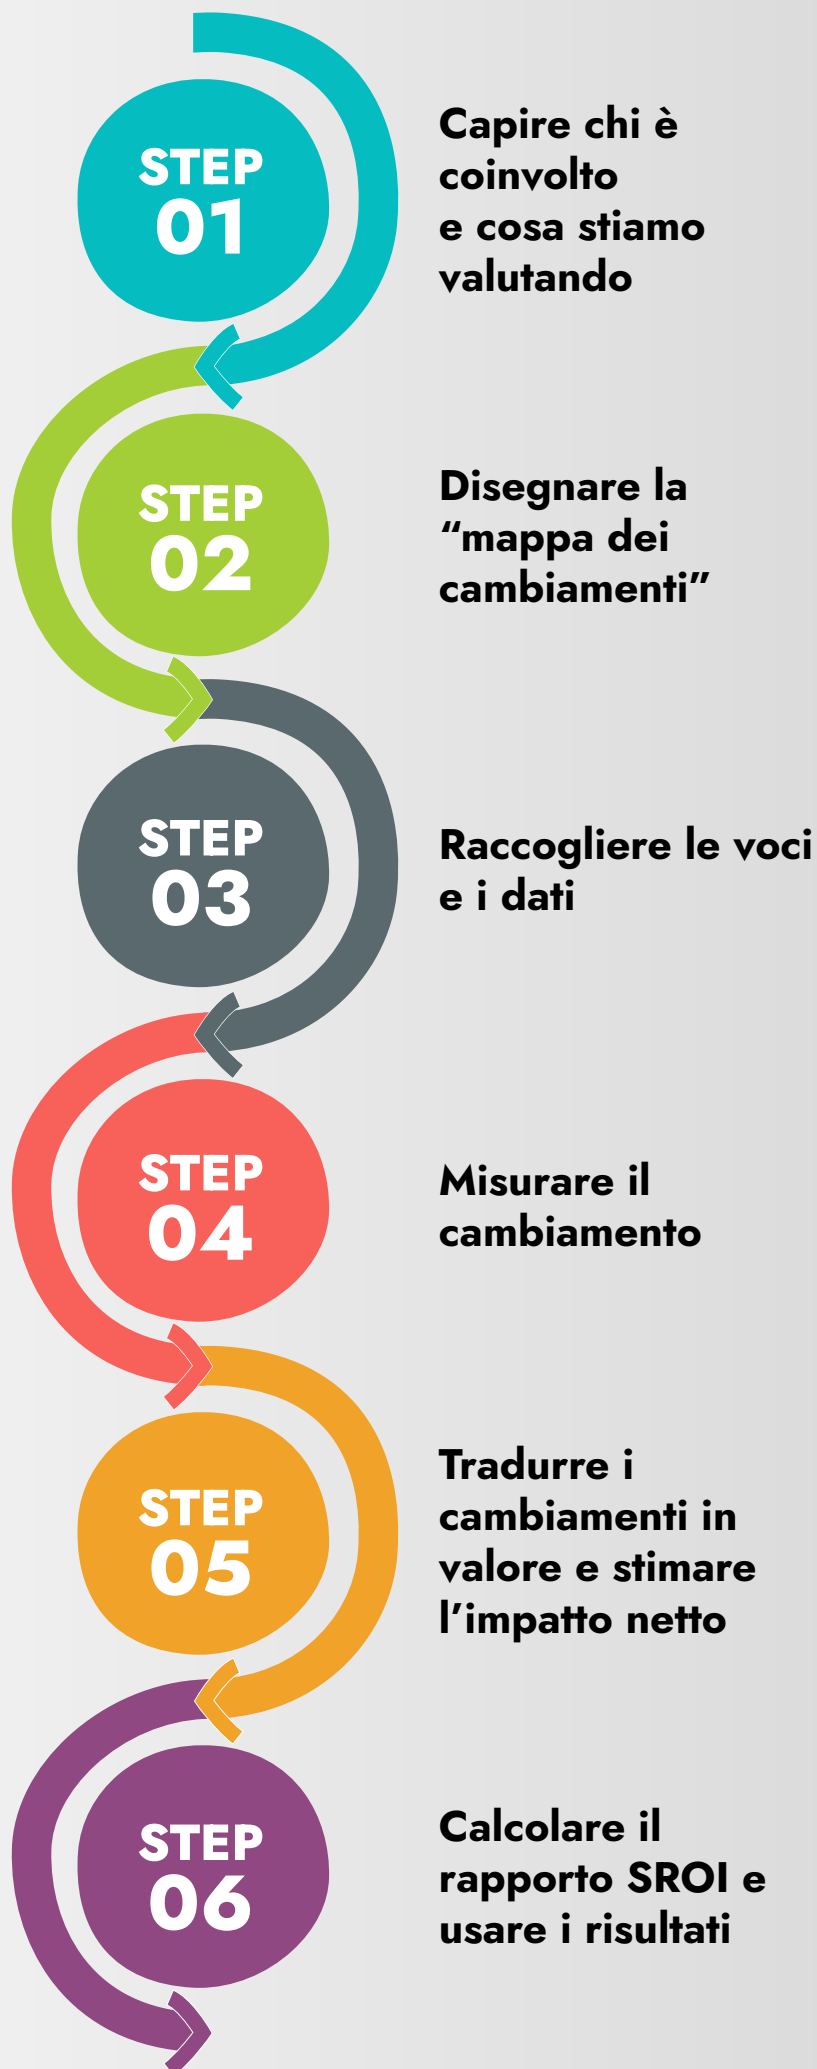 STEP
01
Capire chi è
coinvolto
e cosa stiamo
valutando
STEP
02
Disegnare la
“mappa dei
cambiamenti”
STEP
03
Raccogliere le voci
e i dati
STEP
04
Misurare il
cambiamento
STEP
05
Tradurre i
cambiamenti in
valore e stimare
l’impatto netto
STEP
06
Calcolare il
rapporto SROI e
usare i risultati